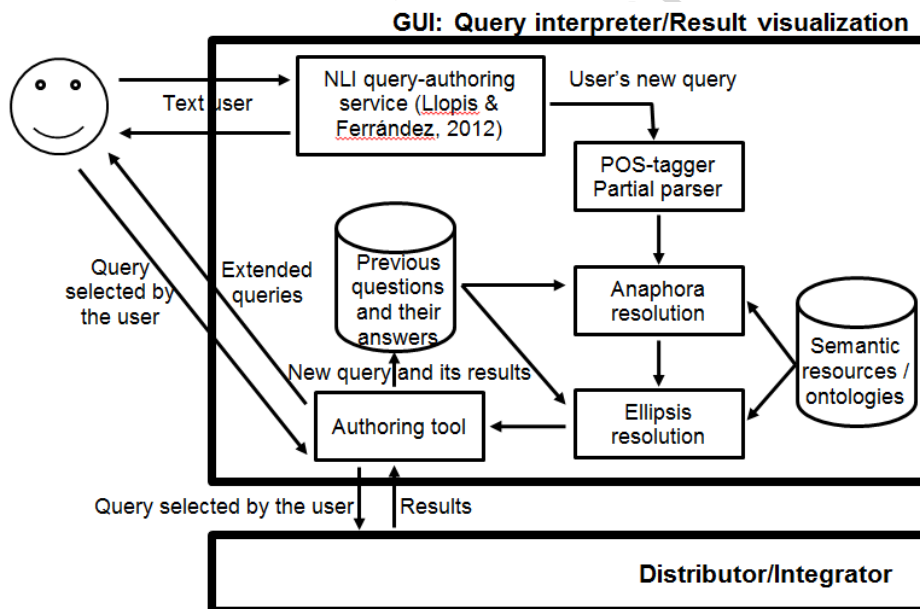 GUI: Query interpreter/Result visualization
NLI query-authoring
service (Llopis &
Ferrández, 2012)
Text user
User's new query
POS-tagger
Partial parser
Previous
questions
and their
answers
Anaphora
resolution
Semantic
resources /
ontologies
Query
selected by
the user
Extended
queries
New query and its results
Authoring tool
Ellipsis
resolution
Query selected by the user
Results
Distributor/Integrator